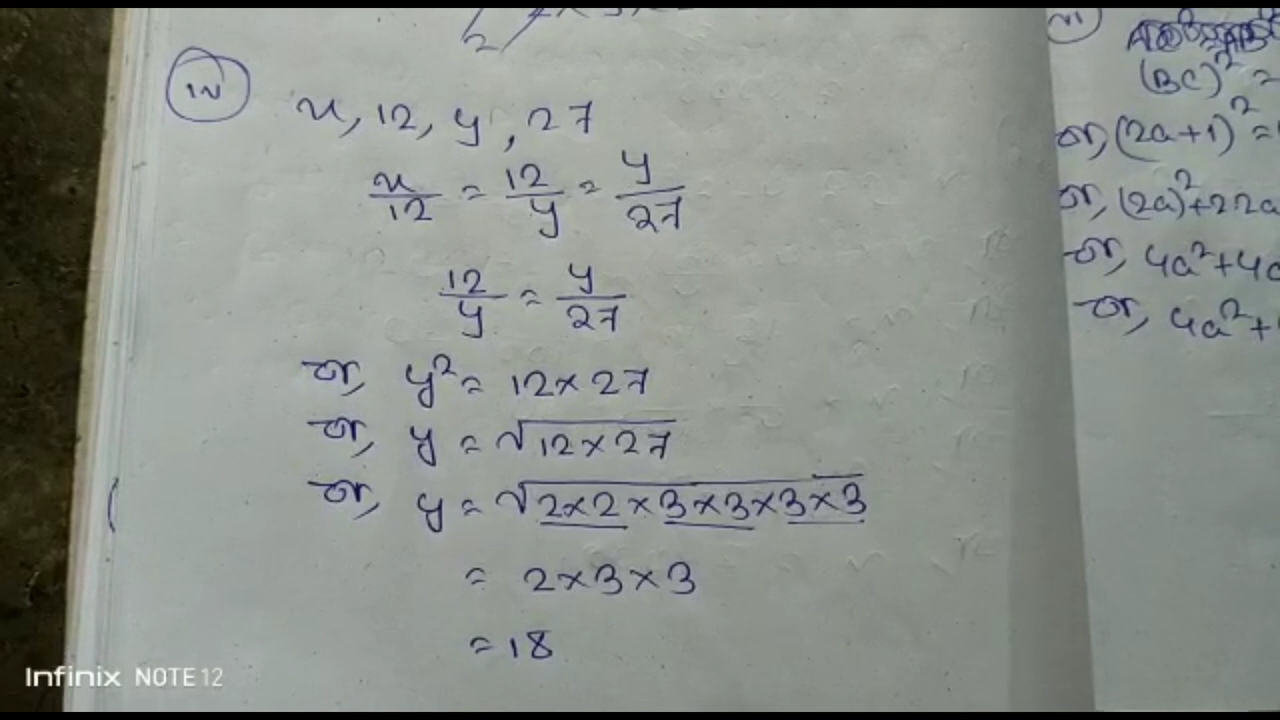 (iv)
x, 12, y, 27
x/12 = 12/y = y/27
12/y = y/27
বা, y² = 12×27
বা, y = √12×27
বা, y = √2×2×3×3×3×3
= 2×3×3
= 18
(BC)² =
বা, (2a+1)² =
বা, (2a)²+2.2a
বা, 4a²+4a
বা, 4a²+
Infinix NOTE 12